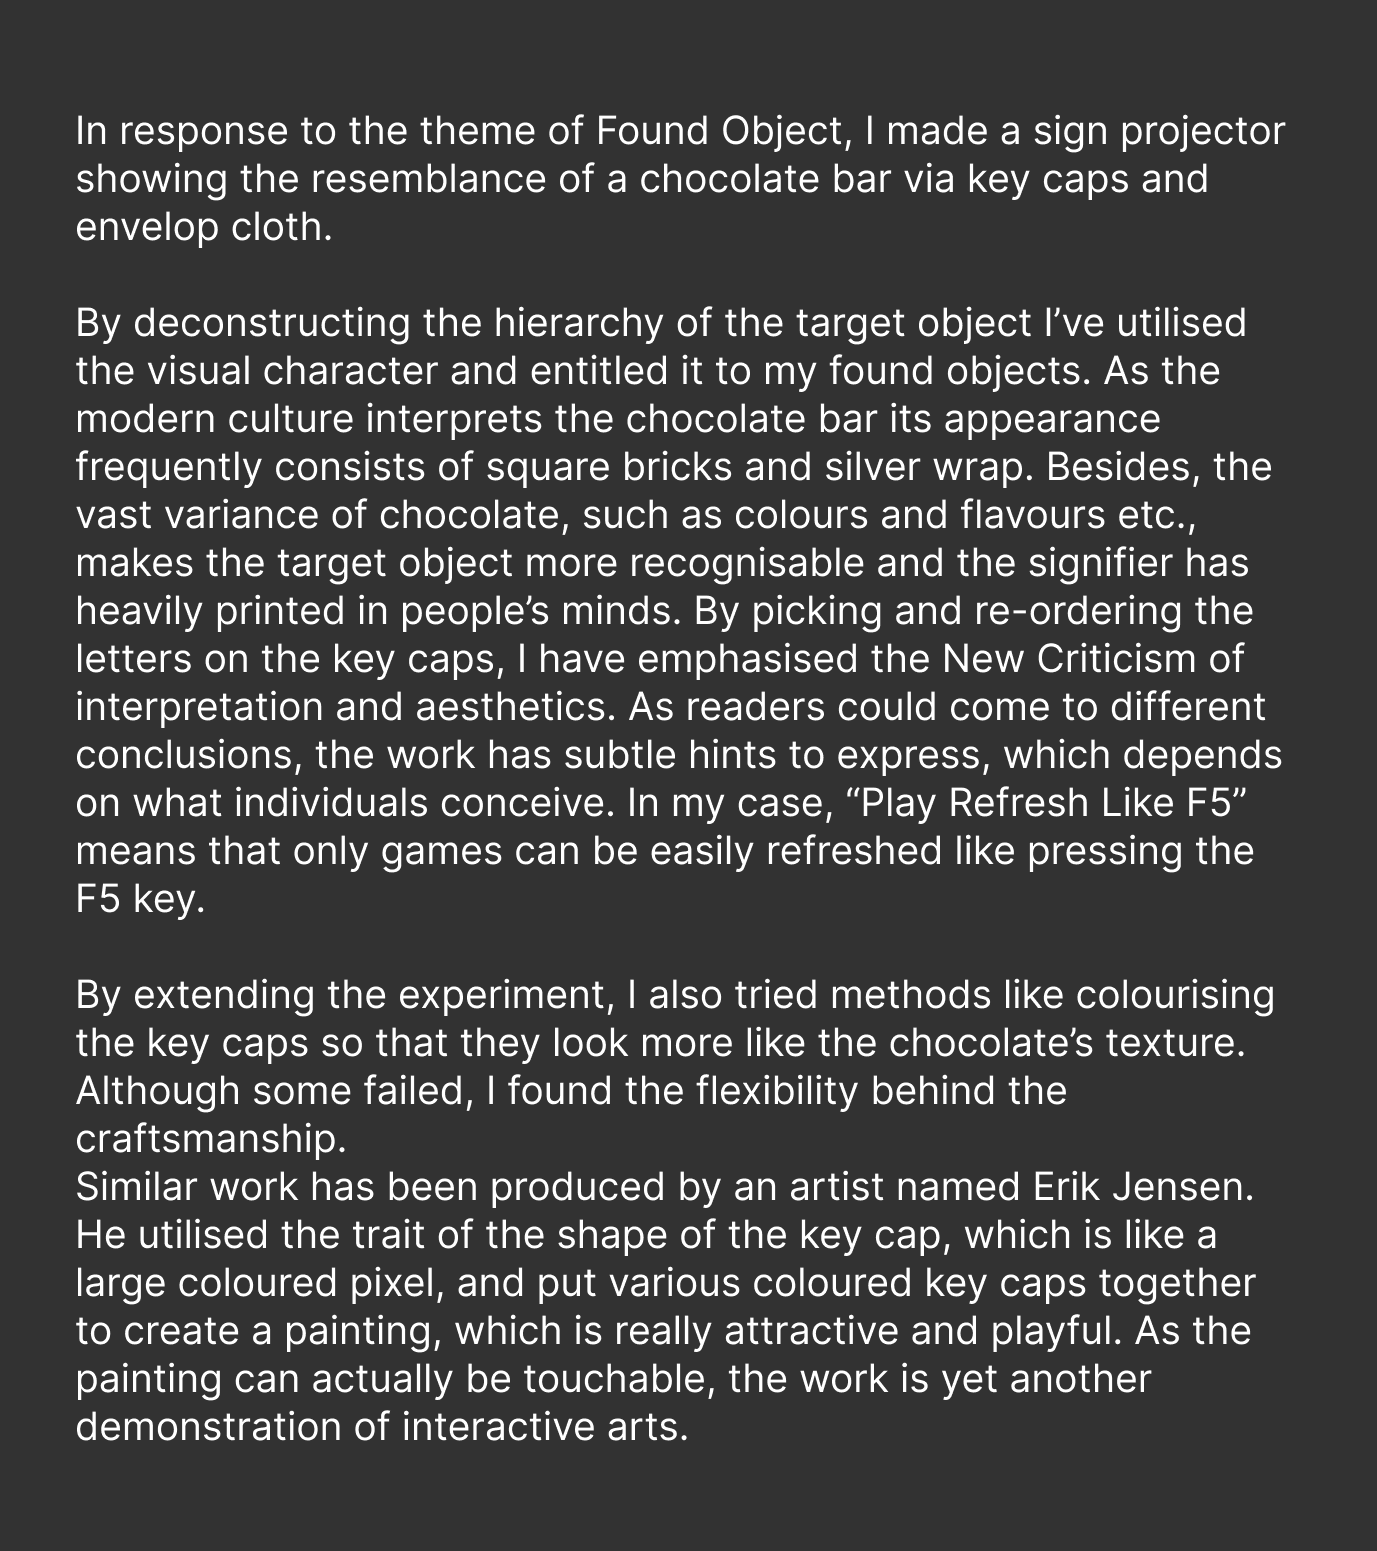 In response to the theme of Found Object, I made a sign projector
showing the resemblance of a chocolate bar via key caps and
envelop cloth.
By deconstructing the hierarchy of the target object I’ve utilised
the visual character and entitled it to my found objects. As the
modern culture interprets the chocolate bar its appearance
frequently consists of square bricks and silver wrap. Besides, the
vast variance of chocolate, such as colours and flavours etc.,
makes the target object more recognisable and the signifier has
heavily printed in people’s minds. By picking and re-ordering the
letters on the key caps, I have emphasised the New Criticism of
interpretation and aesthetics. As readers could come to different
conclusions, the work has subtle hints to express, which depends
on what individuals conceive. In my case, “Play Refresh Like F5”
means that only games can be easily refreshed like pressing the
F5 key.
By extending the experiment, I also tried methods like colourising
the key caps so that they look more like the chocolate’s texture.
Although some failed, I found the flexibility behind the
craftsmanship.
Similar work has been produced by an artist named Erik Jensen.
He utilised the trait of the shape of the key cap, which is like a
large coloured pixel, and put various coloured key caps together
to create a painting, which is really attractive and playful. As the
painting can actually be touchable, the work is yet another
demonstration of interactive arts.